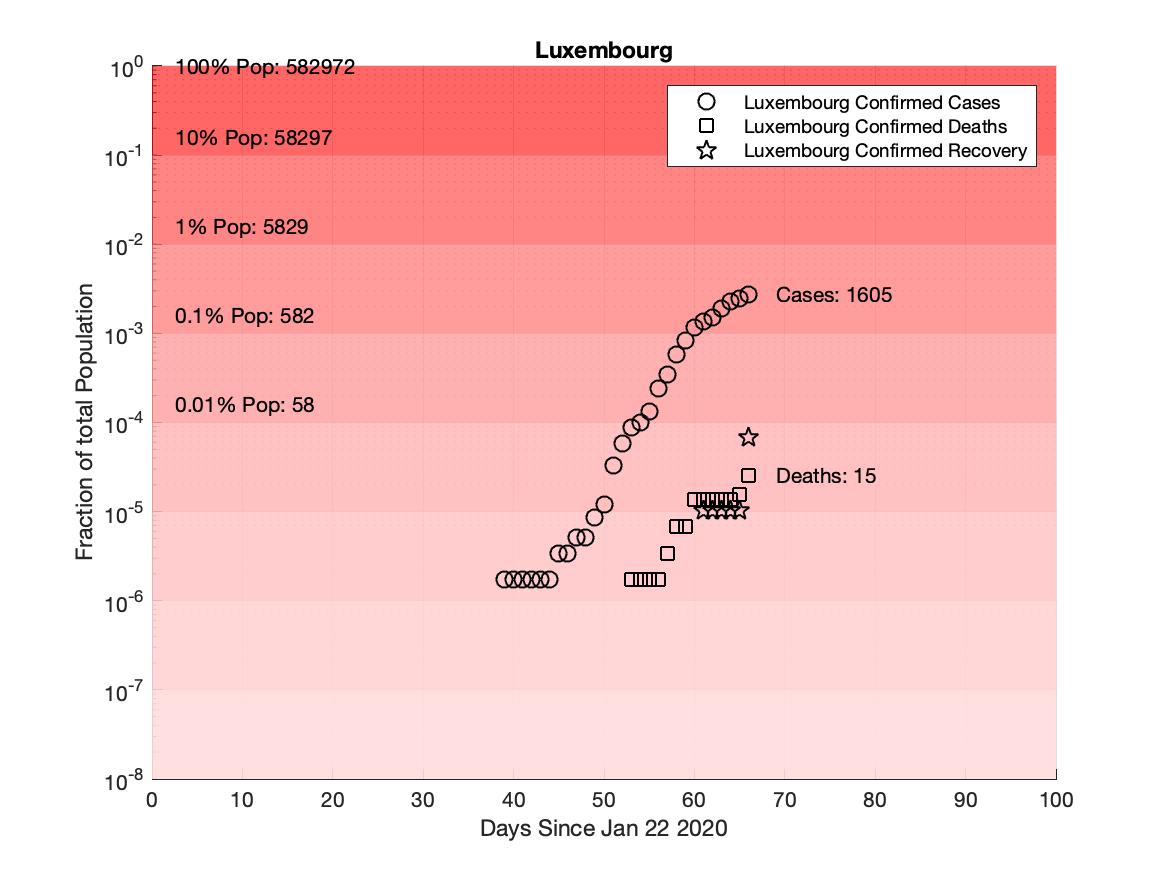 Luxembourg
10^0
100% Pop: 582972
Luxembourg Confirmed Cases
Luxembourg Confirmed Deaths
10% Pop: 58297
Luxembourg Confirmed Recovery
10^-1
1% Pop: 5829
10^-2
Cases: 1605
0.1% Pop: 582
10^-3
0.01% Pop: 58
10^-4
Deaths: 15
10^-5
10^-6
10^-7
10^-8
Fraction of total Population
0 10 20 30 40 50 60 70 80 90 100
Days Since Jan 22 2020